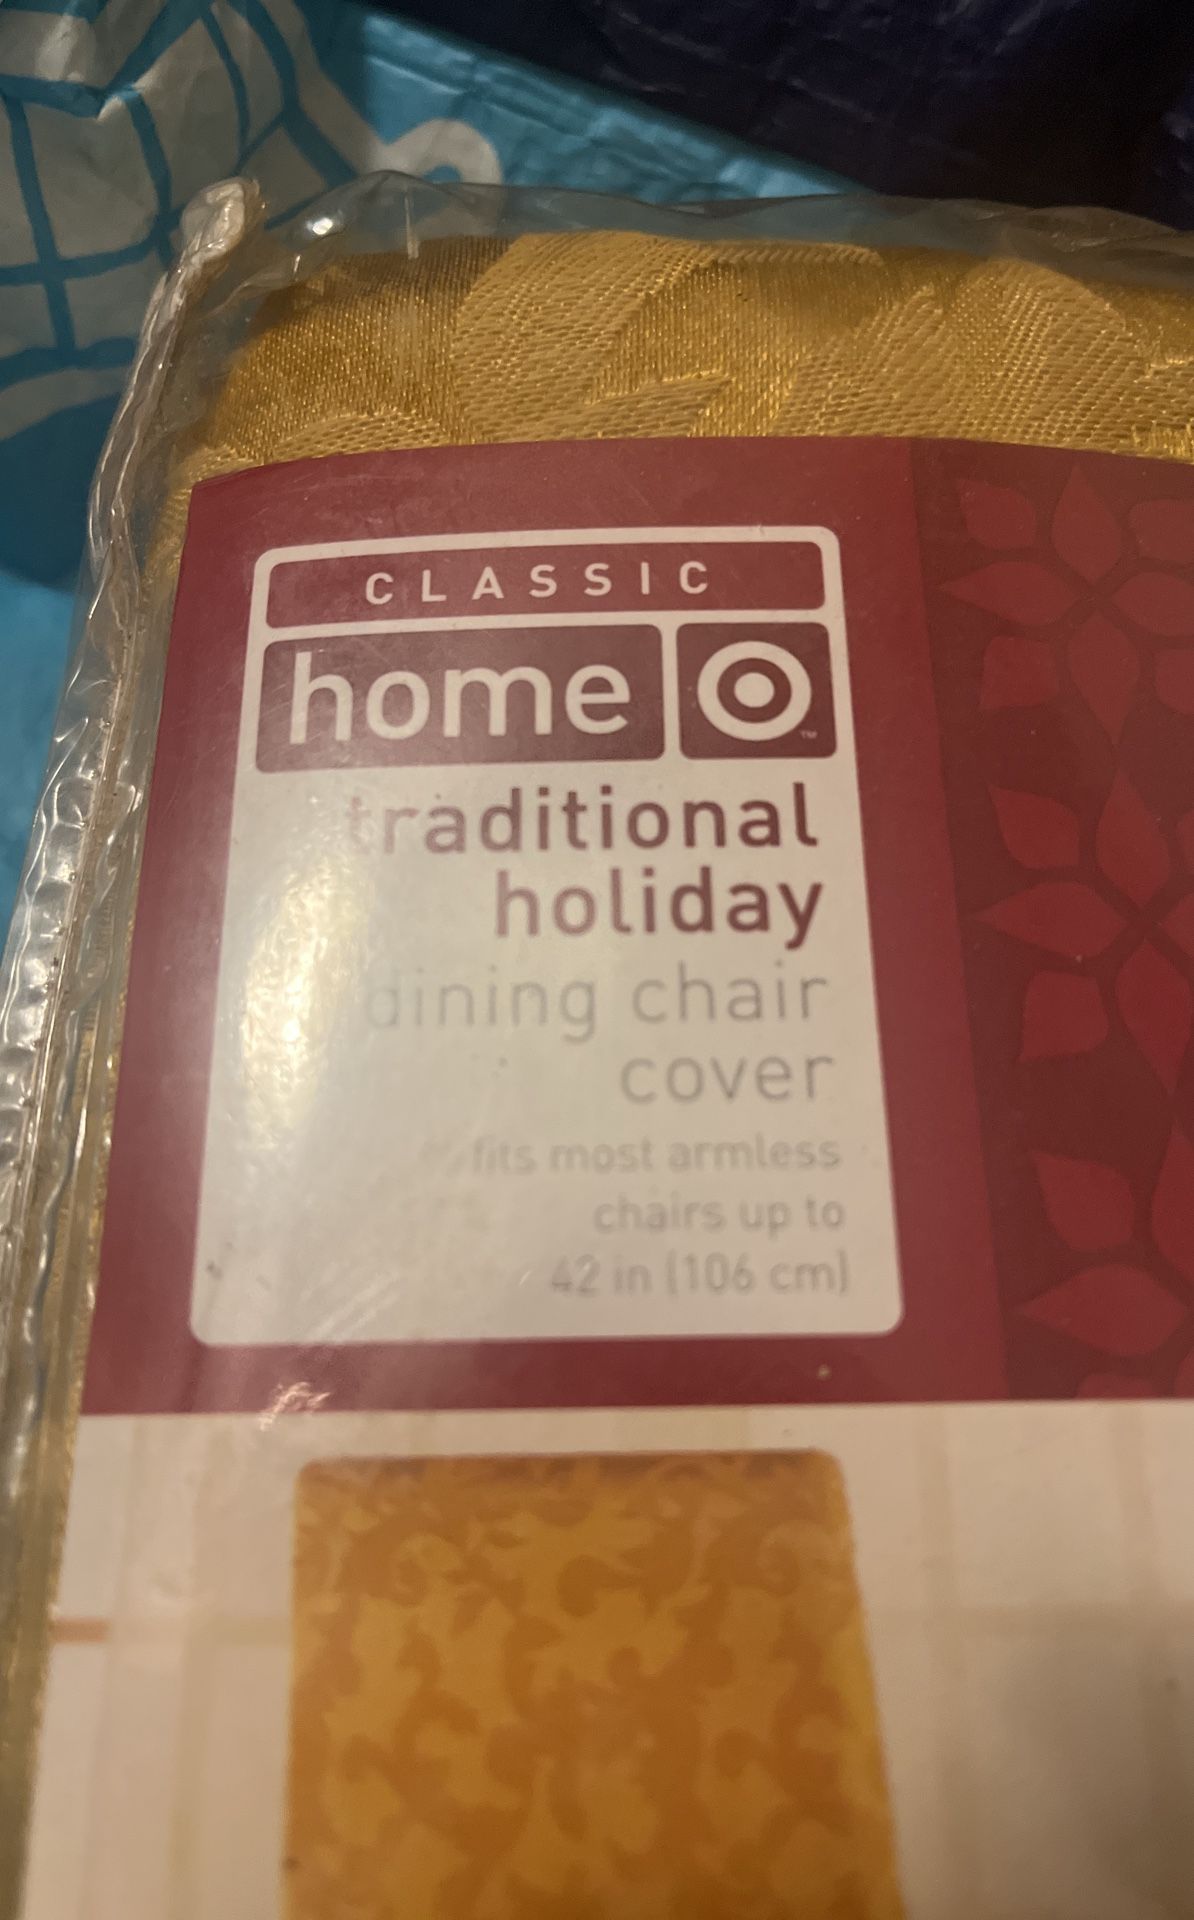 CLASSIC
home
traditional
holiday
dining chair
cover
fits most armless
chairs up to
42 in (106 cm)